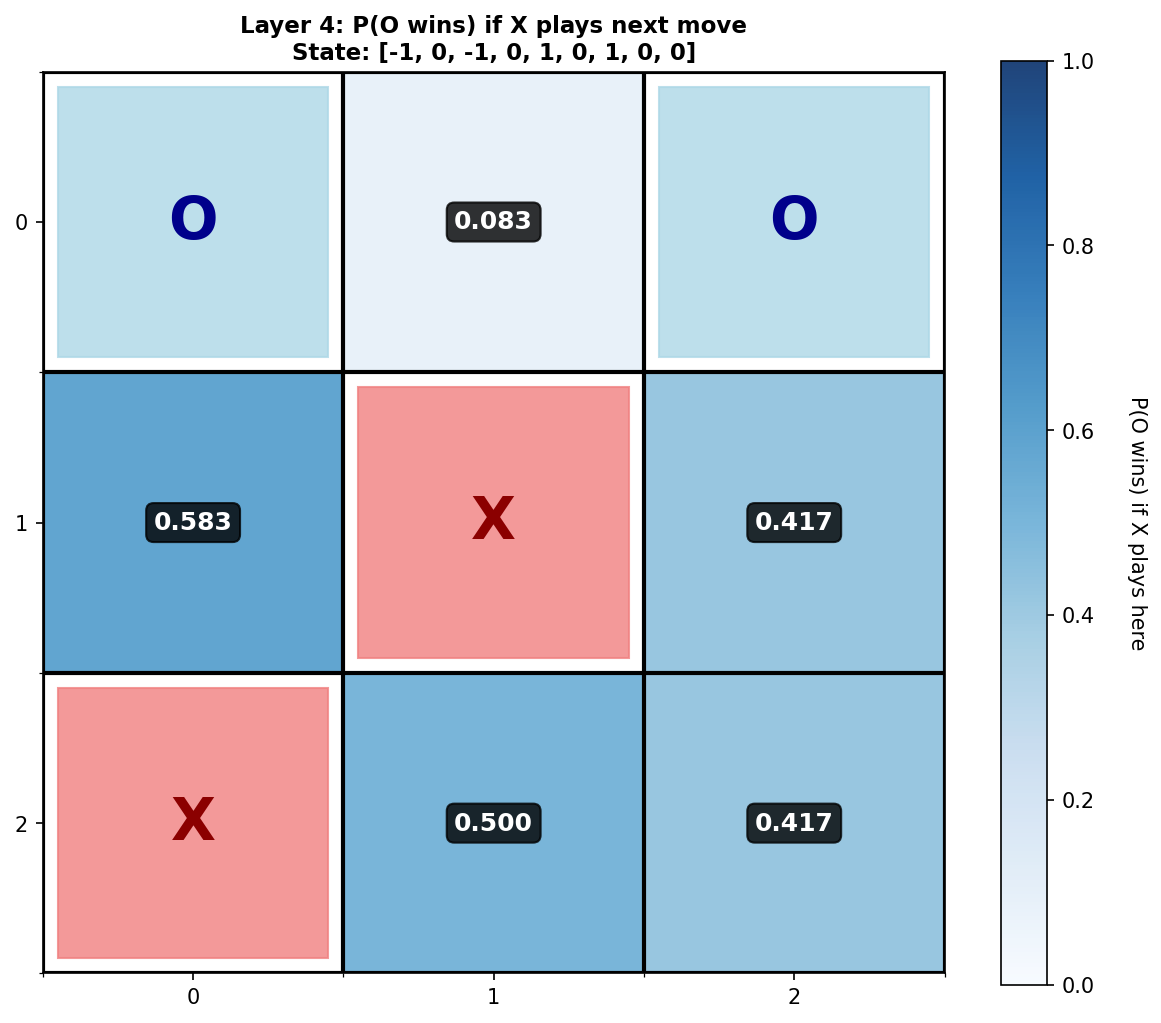 Layer 4: P(O wins) if X plays next move
State: [-1, 0, -1, 0, 1, 0, 1, 0, 0]
O
0.083
O
0.583
X
0.417
X
0.500
0.417
0
1
2
0
1
2
1.0
0.8
0.6
0.4
0.2
0.0
P(O wins) if X plays here